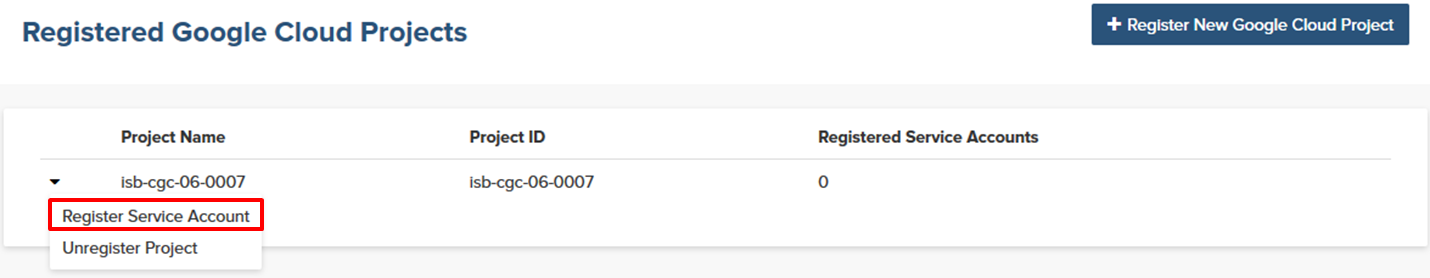 Registered Google Cloud Projects
+ Register New Google Cloud Project
Project Name Project ID Registered Service Accounts
isb-cgc-06-0007 isb-cgc-06-0007 0
Register Service Account
Unregister Project